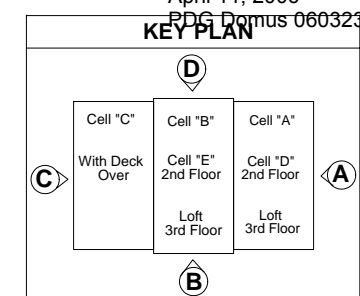 April 11, 2006
PDG Domus 060323
KEY PLAN
D
Cell "C"
Cell "B"
Cell "A"
With Deck
Over
Cell "E"
2nd Floor
Cell "D"
2nd Floor
C
A
Loft
3rd Floor
Loft
3rd Floor
B